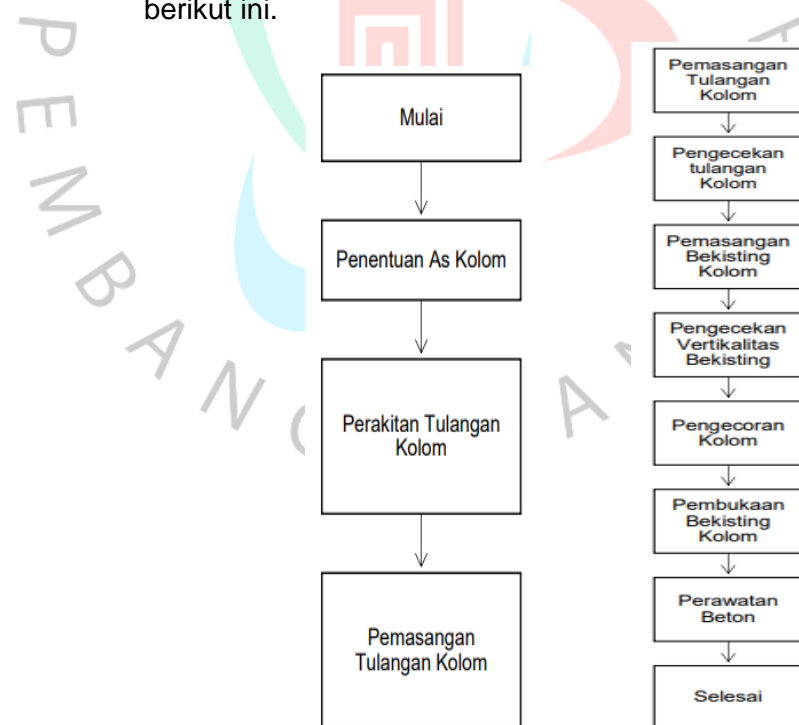 berikut ini.
Mulai
Penentuan As Kolom
Perakitan Tulangan
Kolom
Pemasangan
Tulangan Kolom
Pemasangan
Tulangan
Kolom
Pengecekan
tulangan
Kolom
Pemasangan
Bekisting
Kolom
Pengecekan
Vertikalitas
Bekisting
Pengecoran
Kolom
Pembukaan
Bekisting
Kolom
Perawatan
Beton
Selesai
PEMBANG